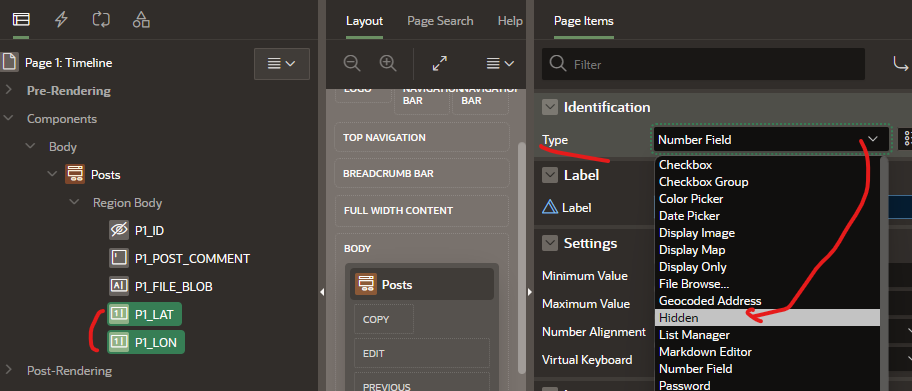 Layout
Page Search
Help
Page Items
Page 1: Timeline
Filter
Pre-Rendering
Components
Body
Posts
Region Body
P1_ID
P1_POST_COMMENT
P1_FILE_BLOB
P1_LAT
P1_LON
Post-Rendering
BAR
BAR
TOP NAVIGATION
BREADCRUMB BAR
FULL WIDTH CONTENT
BODY
Posts
COPY
EDIT
PREVIOUS
Identification
Type
Number Field
Label
Label
Settings
Minimum Value
Maximum Value
Number Alignment
Virtual Keyboard
Checkbox
Checkbox Group
Color Picker
Date Picker
Display Image
Display Map
Display Only
File Browse...
Geocoded Address
Hidden
List Manager
Markdown Editor
Number Field
Password